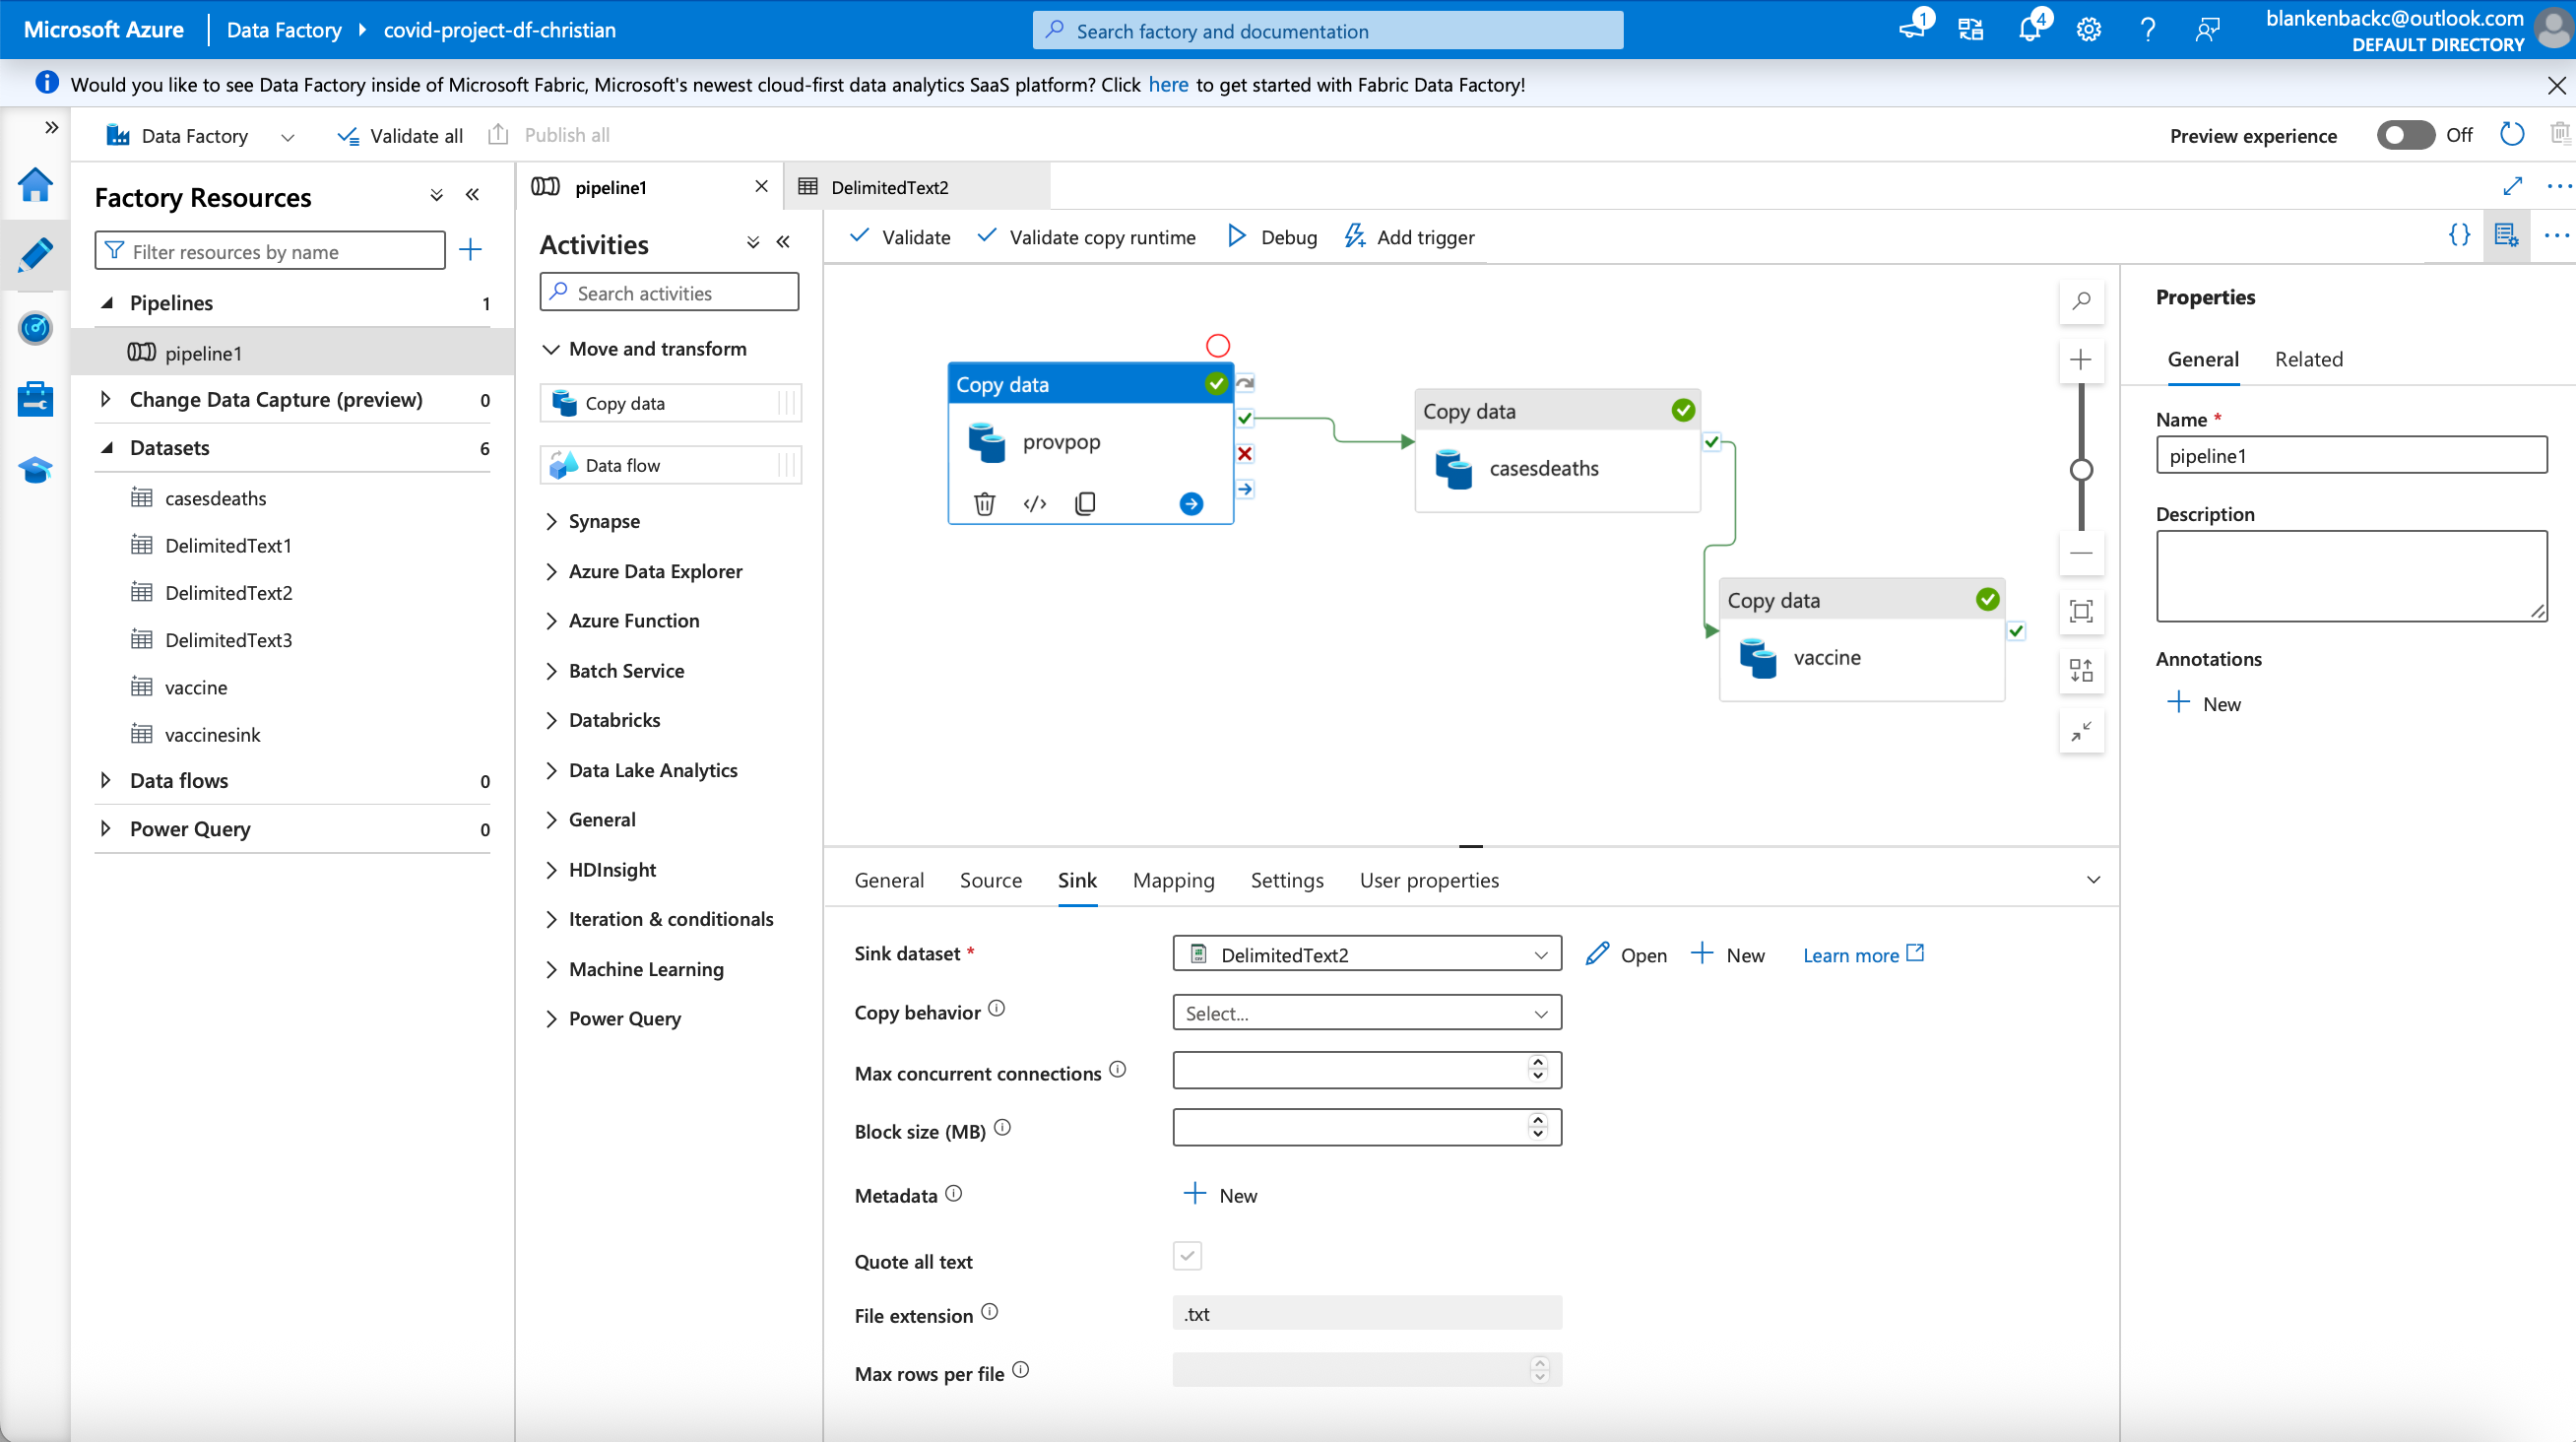 Microsoft Azure
Data Factory
covid-project-df-christian
Search factory and documentation
1
4
blankenbackc@outlook.com
DEFAULT DIRECTORY
Would you like to see Data Factory inside of Microsoft Fabric, Microsoft's newest cloud-first data analytics SaaS platform? Click here to get started with Fabric Data Factory!
Data Factory
Validate all
Publish all
Preview experience
Off
Factory Resources
Filter resources by name
Pipelines 1
pipeline1
Change Data Capture (preview) 0
Datasets 6
casesdeaths
DelimitedText1
DelimitedText2
DelimitedText3
vaccine
vaccinesink
Data flows 0
Power Query 0
pipeline1
DelimitedText2
Activities
Search activities
Move and transform
Copy data
Data flow
Synapse
Azure Data Explorer
Azure Function
Batch Service
Databricks
Data Lake Analytics
General
HDInsight
Iteration & conditionals
Machine Learning
Power Query
Validate
Validate copy runtime
Debug
Add trigger
Copy data
provpop
Copy data
casesdeaths
Copy data
vaccine
General
Source
Sink
Mapping
Settings
User properties
Sink dataset *
DelimitedText2
Open
New
Learn more
Copy behavior
Select...
Max concurrent connections
Block size (MB)
Metadata
New
Quote all text
File extension
.txt
Max rows per file
Properties
General
Related
Name *
pipeline1
Description
Annotations
New